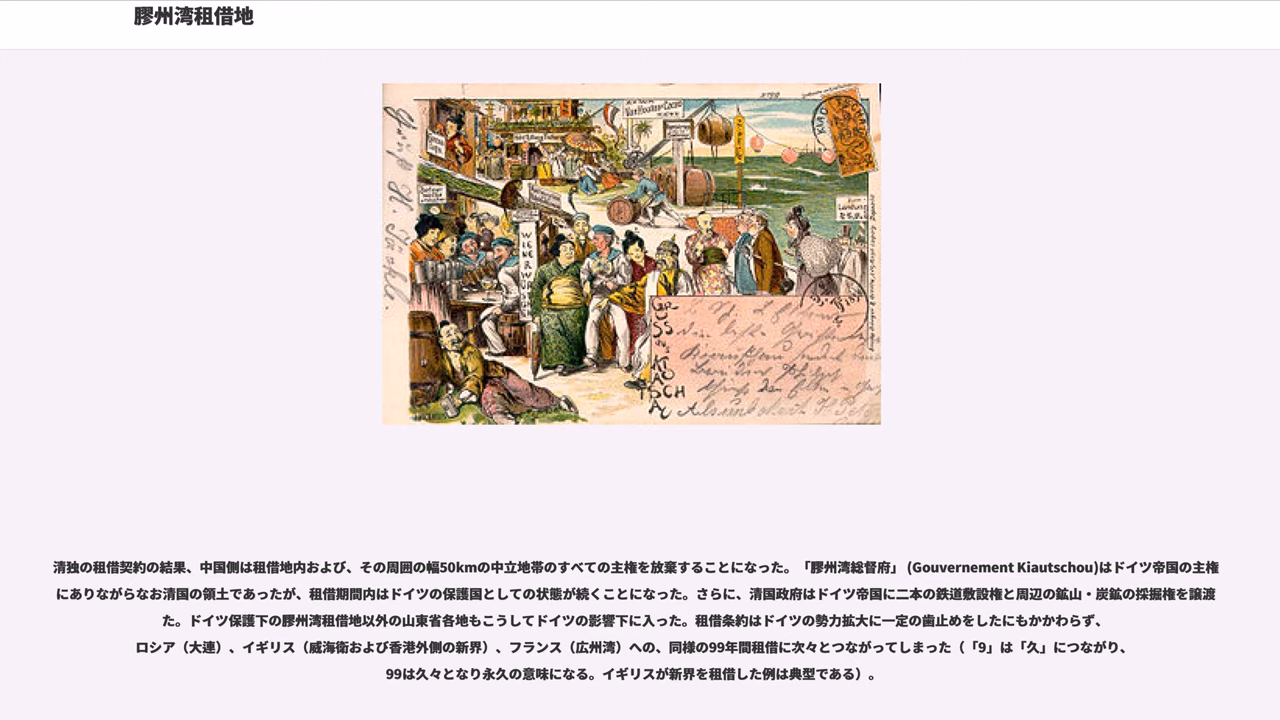 膠州湾租借地
WIENER WÜRSTL
GRUSS
KIAUTSCHAU
清独の租借契約の結果、中国側は租借地内および、その周囲の幅50kmの中立地帯のすべての主権を放棄することになった。「膠州湾総督府」 (Gouvernement Kiautschou)はドイツ帝国の主権
にありながらなお清国の領土であったが、租借期間内はドイツの保護国としての状態が続くことになった。さらに、清国政府はドイツ帝国に二本の鉄道敷設権と周辺の鉱山・炭鉱の採掘権を譲渡
た。ドイツ保護下の膠州湾租借地以外の山東省各地もこうしてドイツの影響下に入った。租借条約はドイツの勢力拡大に一定の歯止めをしたにもかかわらず、
ロシア（大連）、イギリス（威海衛および香港外側の新界）、フランス（広州湾）への、同様の99年間租借に次々とつながってしまった（「9」は「久」につながり、
99は久々となり永久の意味になる。イギリスが新界を租借した例は典型である）。